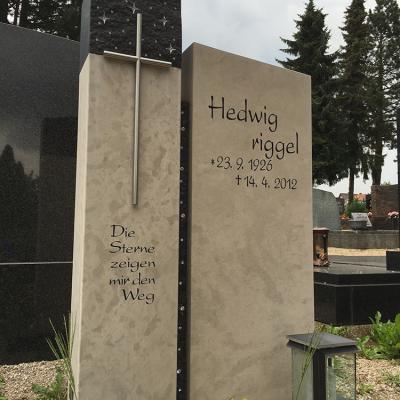 Die
Sterne
zeigen
mir den
Weg
Hedwig
riggel
*23. 9. 1926
†14. 4. 2012